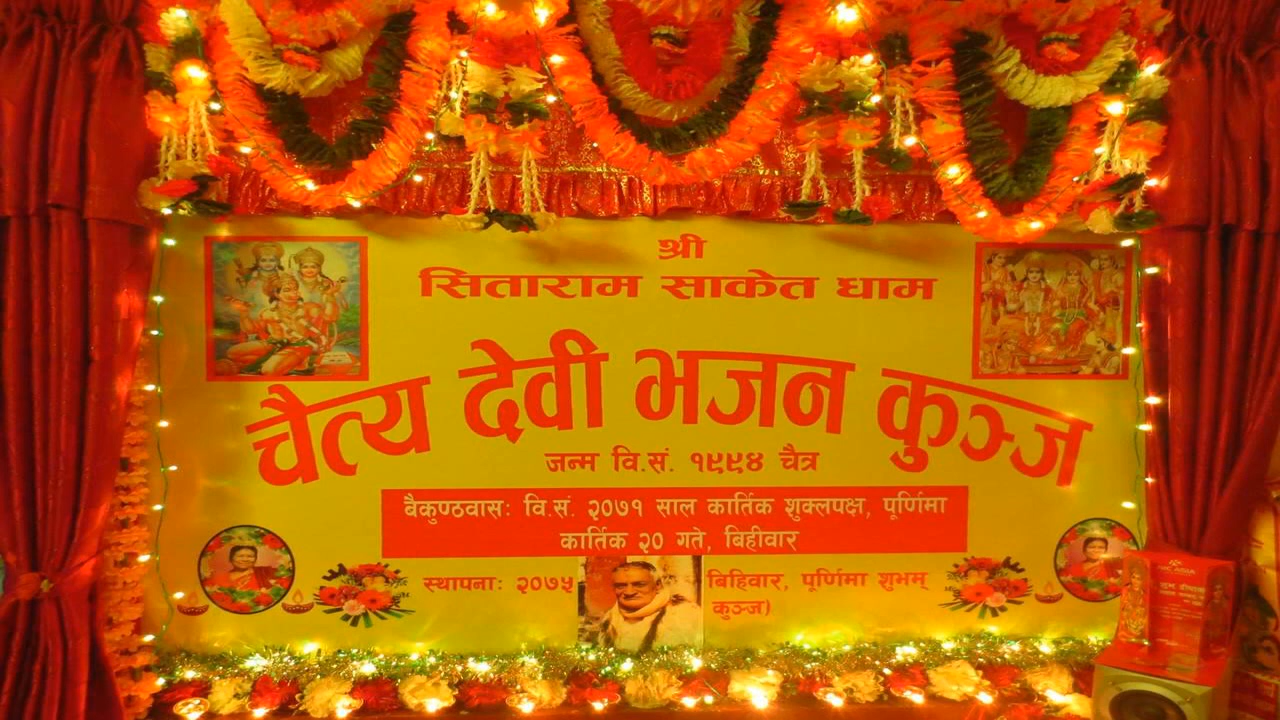 श्री
सिताराम साकेत धाम
चैत्य देवी भजन कुञ्ज
जन्म वि.सं. १९९४ चैत्र
बैकुण्ठवासः वि.सं. २०७१ साल कार्तिक शुक्लपक्ष, पूर्णिमा
कार्तिक २० गते, बिहीवार
स्थापनाः २०७५ बिहिवार, पूर्णिमा शुभम्
कुञ्ज)